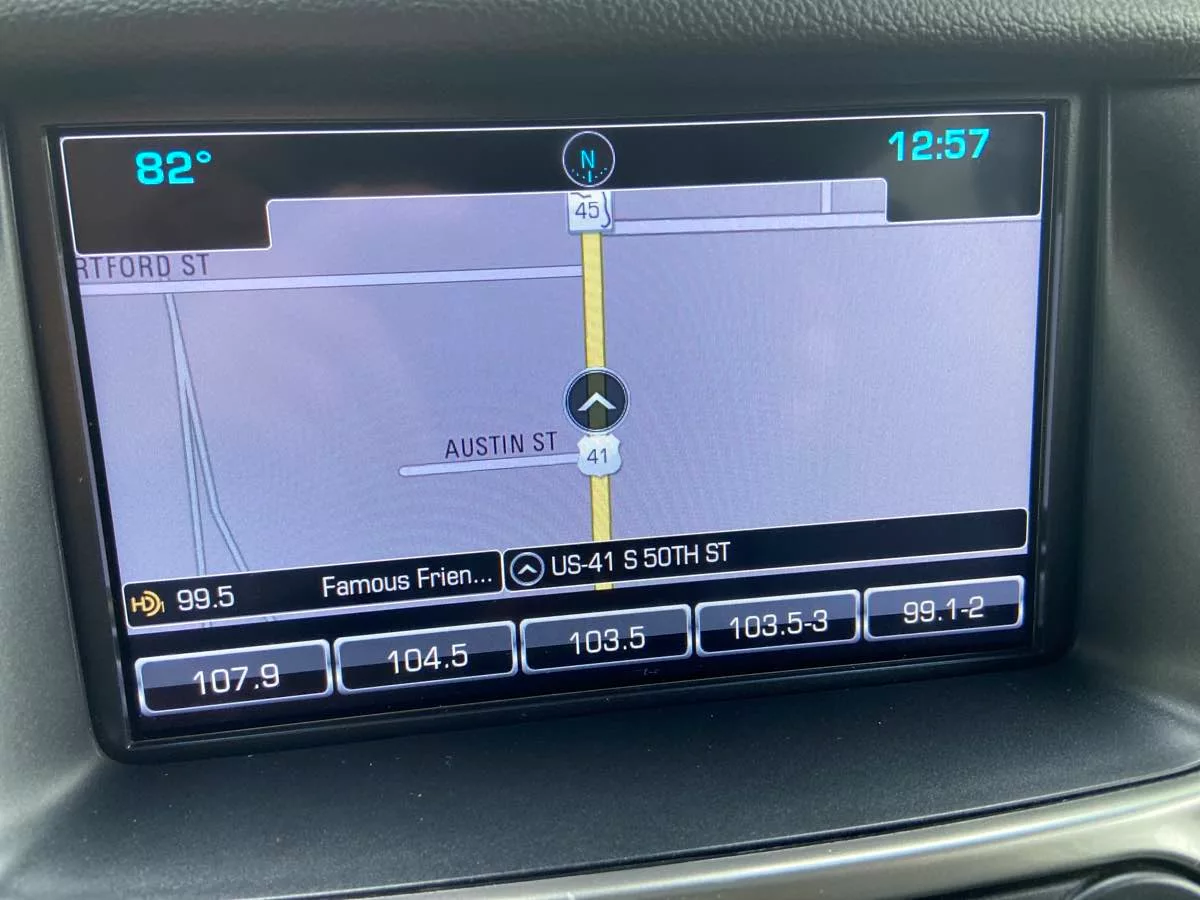 82°
N
12:57
45
RTFORD ST
AUSTIN ST
41
HD1 99.5 Famous Frien...
US-41 S 50TH ST
107.9
104.5
103.5
103.5-3
99.1-2